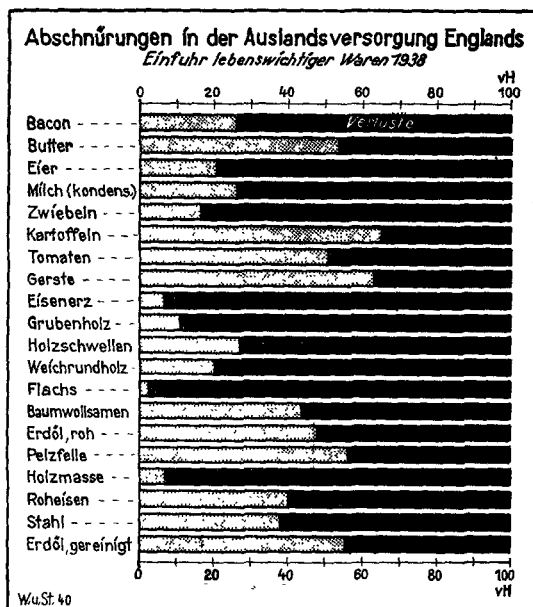 Abschnürungen in der Auslandsversorgung Englands
Einfuhr lebenswichtiger Waren 1938
vH
0 20 40 60 80 100
Bacon
Verluste
Butter
Eier
Milch (kondens.)
Zwiebeln
Kartoffeln
Tomaten
Gerste
Eisenerz
Grubenholz
Holzschwellen
Weichrundholz
Flachs
Baumwollsamen
Erdöl, roh
Pelzfelle
Holzmasse
Roheisen
Stahl
Erdöl, gereinigt
0 20 40 60 80 100
vH
W.u.St. 40